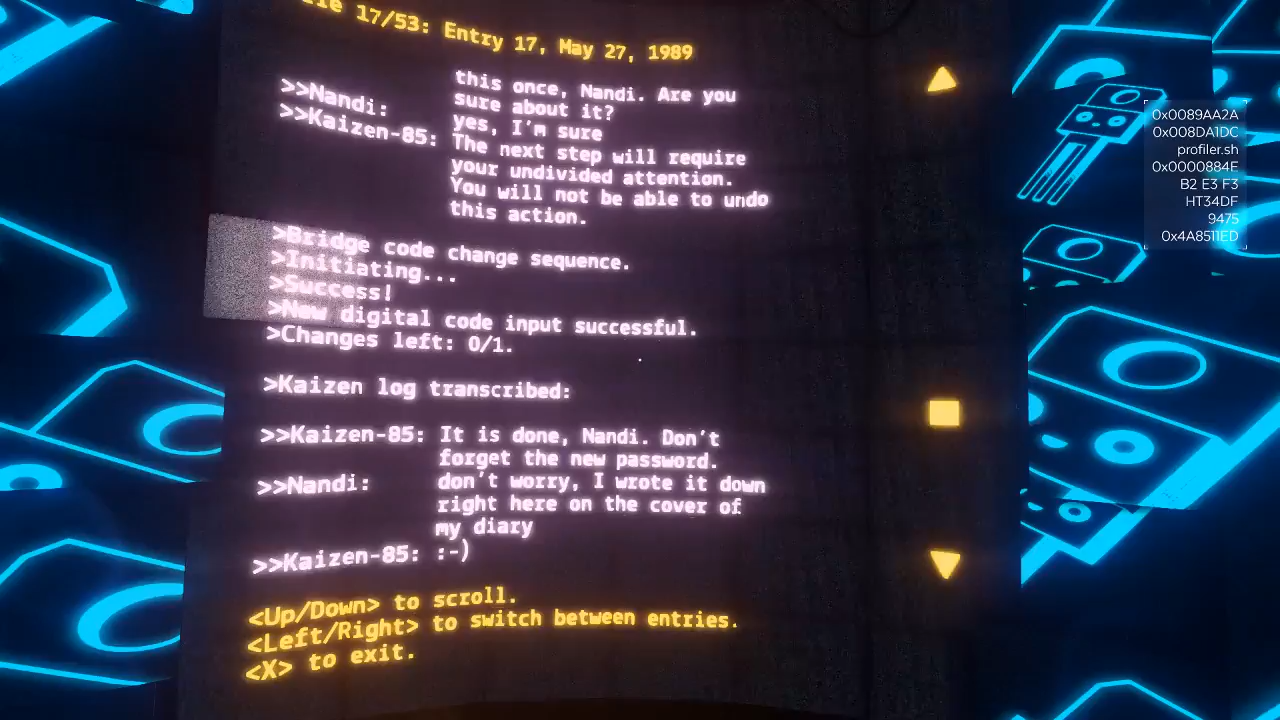 17/53: Entry 17, May 27, 1989
this once, Nandi. Are you
sure about it?
>>Nandi: yes, I'm sure
>>Kaizen-85: The next step will require
your undivided attention.
You will not be able to undo
this action.
>Bridge code change sequence.
>Initiating...
>Success!
>New digital code input successful.
>Changes left: 0/1.
>Kaizen log transcribed:
>>Kaizen-85: It is done, Nandi. Don't
forget the new password.
>>Nandi: don't worry, I wrote it down
right here on the cover of
my diary
>>Kaizen-85: :-)
<Up/Down> to scroll.
<Left/Right> to switch between entries.
<X> to exit.
0x0089AA2A
0x008DA1DC
profiler.sh
0x0000884E
B2 E3 F3
HT34DF
9475
0x4A8511ED